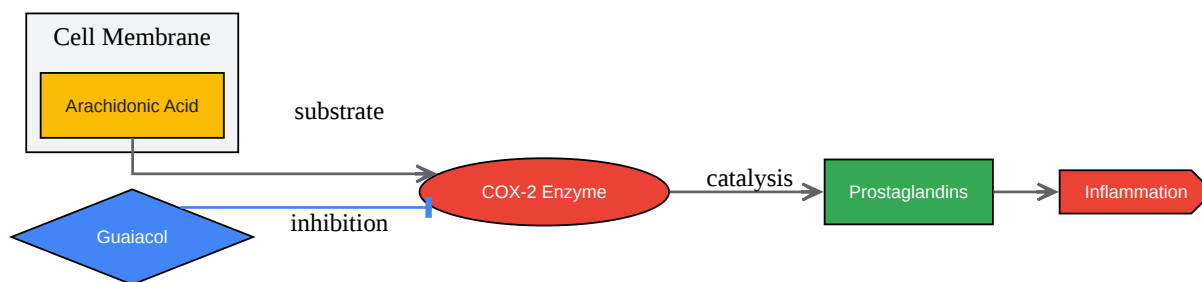 Cell Membrane
Arachidonic Acid
substrate
COX-2 Enzyme
catalysis
Prostaglandins
Inflammation
inhibition
Guaiacol